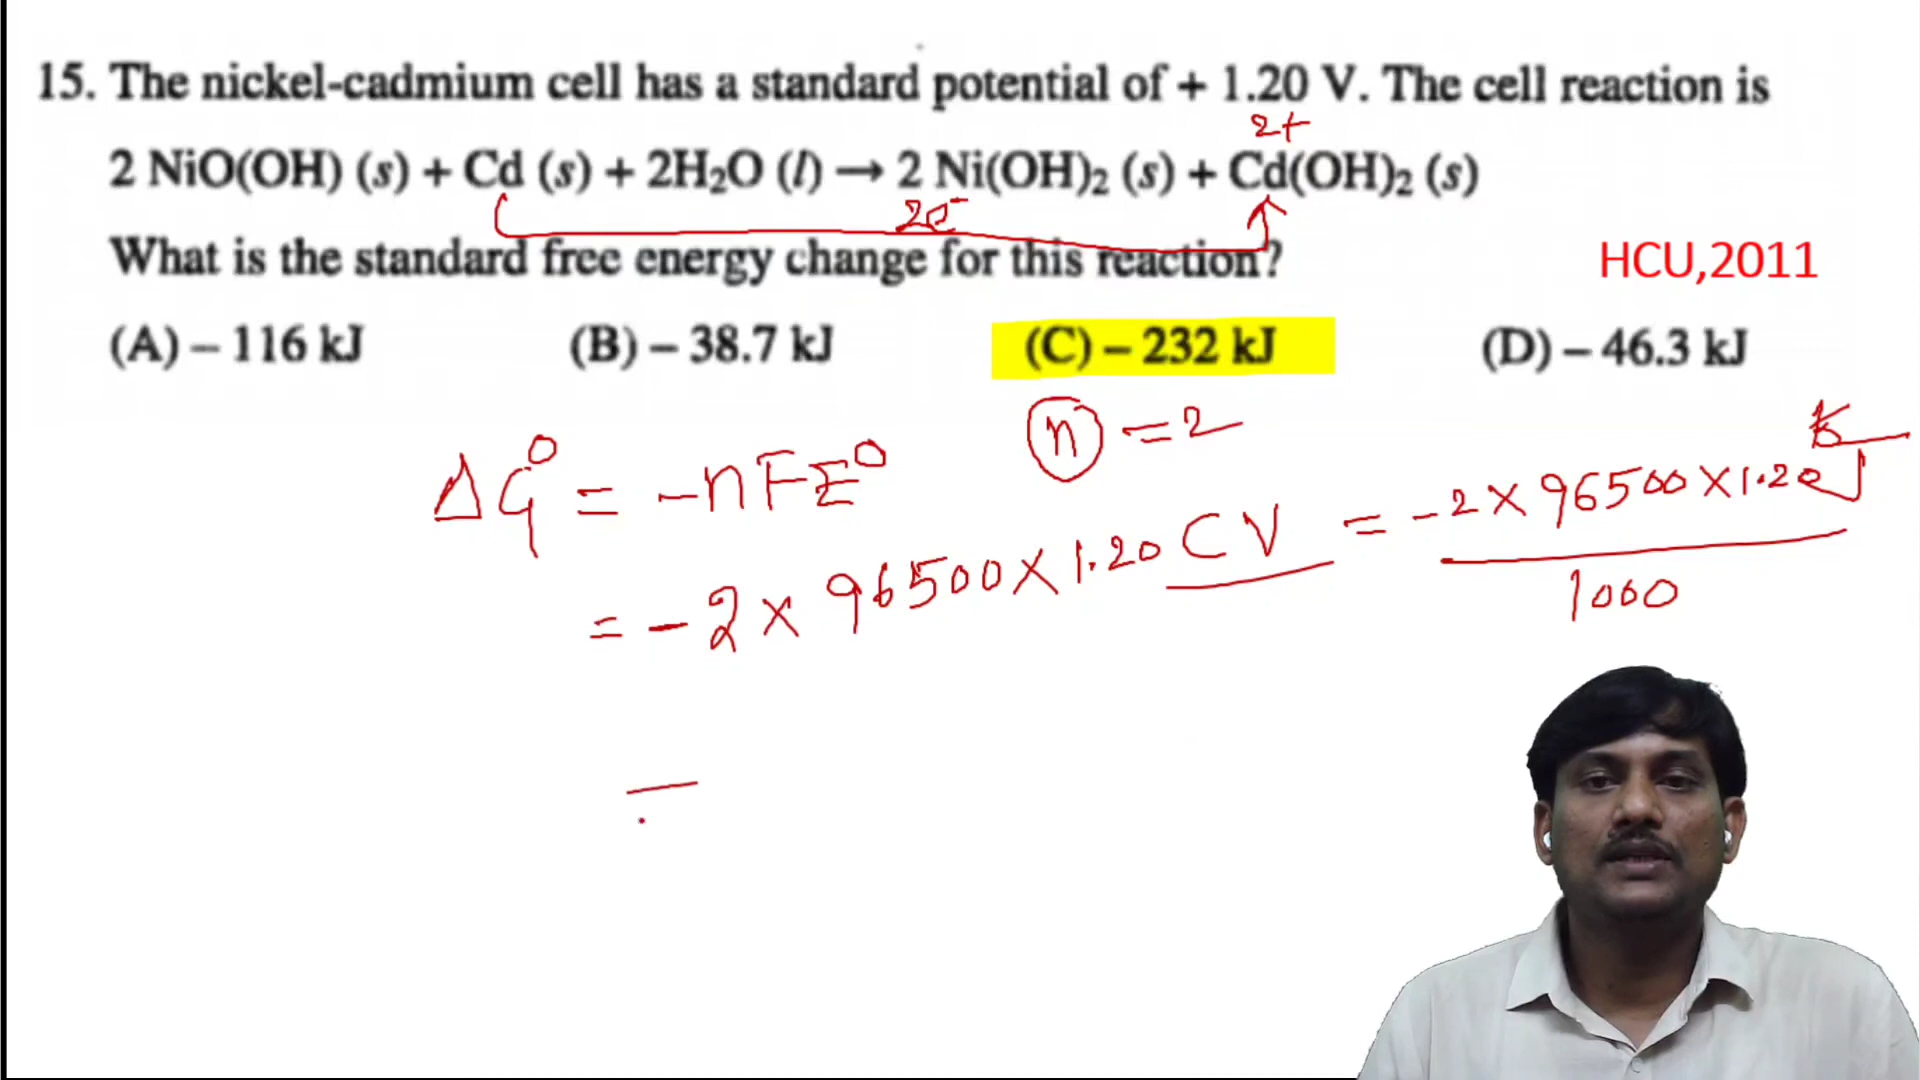 15. The nickel-cadmium cell has a standard potential of + 1.20 V. The cell reaction is
2+
2 NiO(OH) (s) + Cd (s) + 2H₂O (l) → 2 Ni(OH)₂ (s) + Cd(OH)₂ (s)
2e⁻
What is the standard free energy change for this reaction?
HCU,2011
(A) – 116 kJ (B) – 38.7 kJ (C) – 232 kJ (D) – 46.3 kJ
n = 2
ΔG⁰ = -nFE⁰
= -2 × 96500 × 1.20 CV = -2 × 96500 × 1.20 J
1000
=